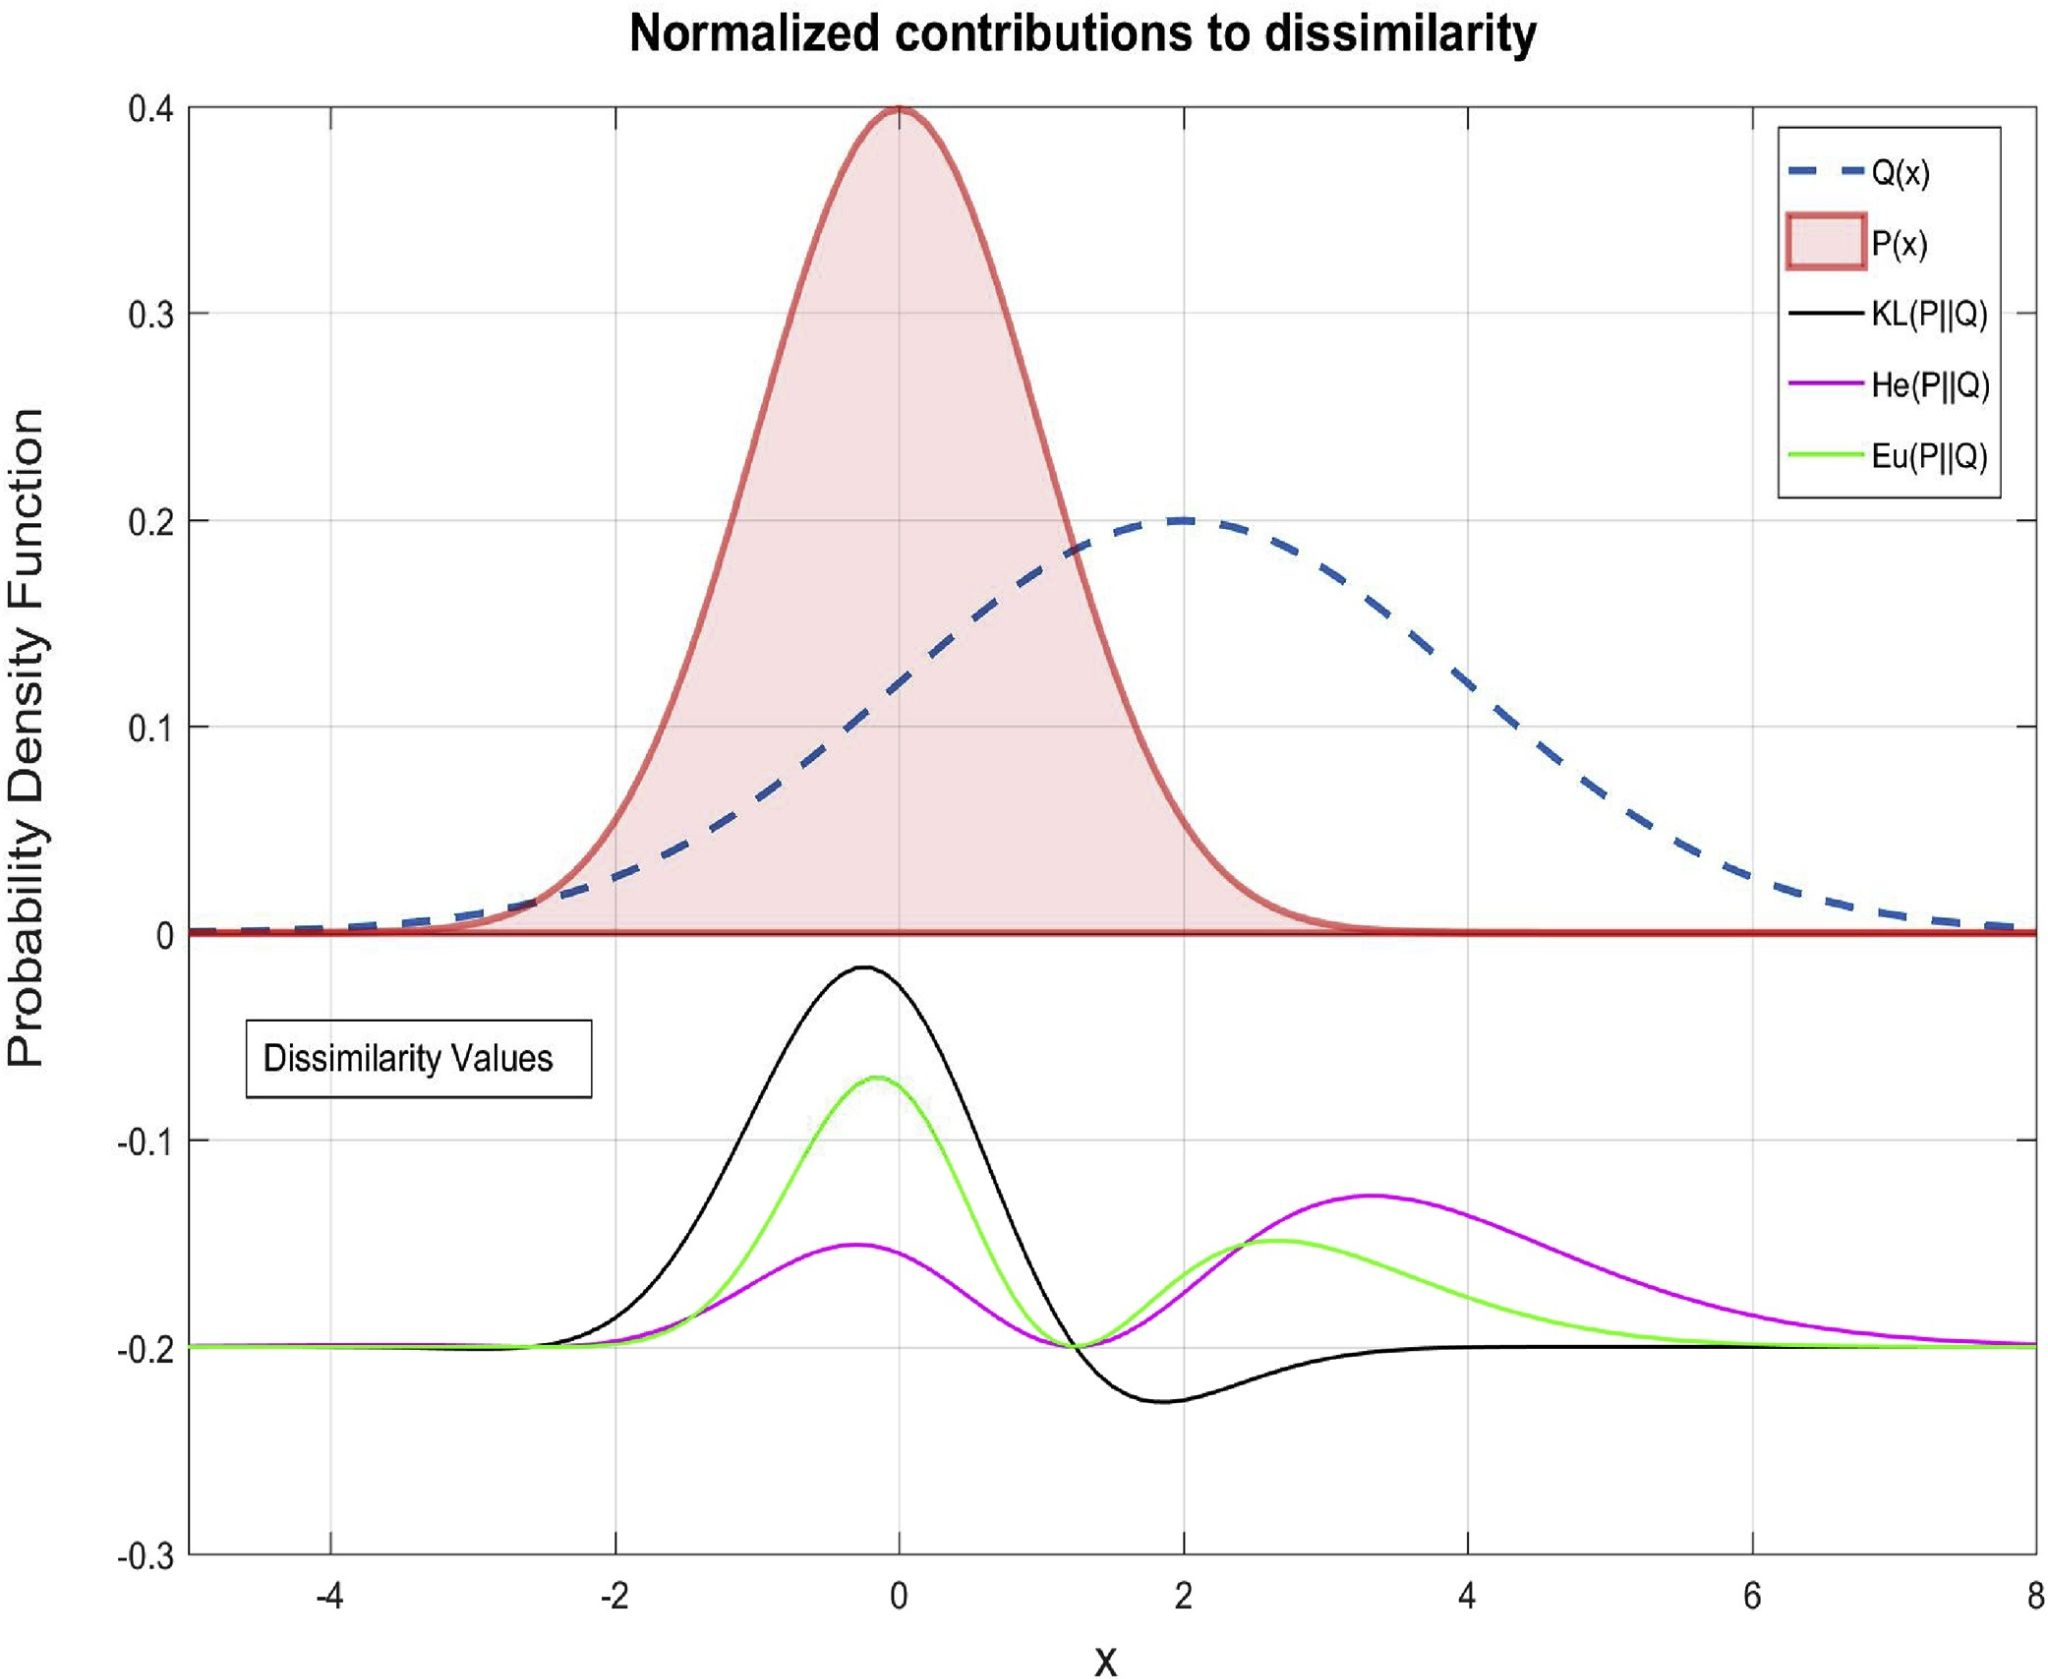 Normalized contributions to dissimilarity
Probability Density Function
0.4
0.3
0.2
0.1
0
-0.1
-0.2
-0.3
Q(x)
P(x)
KL(P||Q)
He(P||Q)
Eu(P||Q)
Dissimilarity Values
-4 -2 0 2 4 6 8
x